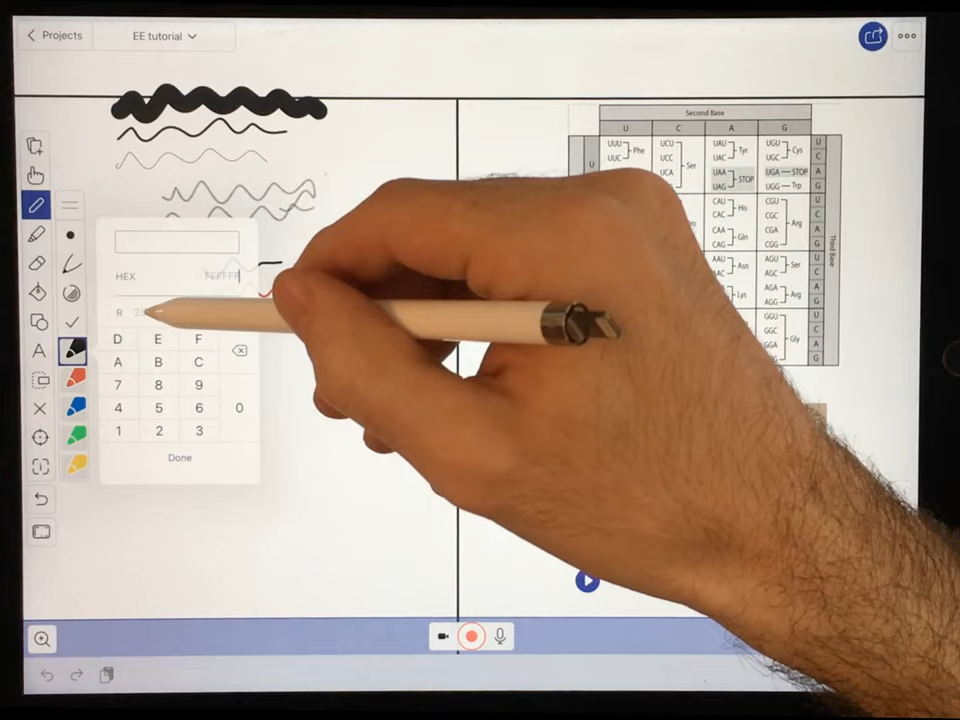 Projects
EE tutorial
Second Base
U C A G
U
UUU
UUC
Phe
UCU
UCC
UCA
Ser
UAU
UAC
Tyr
UAA
UAG
STOP
UGU
UGC
Cys
UGA STOP
UGG Trp
U
C
A
G
CAU
CAC
His
CAA
CAG
Gln
CGU
CGC
CGA
CGG
Arg
U
C
A
G
AAU
AAC
Asn
Lys
AGU
AGC
Ser
AGA
AGG
Arg
U
C
A
G
GGU
GGC
GGA
GGG
Gly
U
C
A
G
Third Base
HEX FFFFFF
R
D E F
A B C
7 8 9
4 5 6 0
1 2 3
Done
A